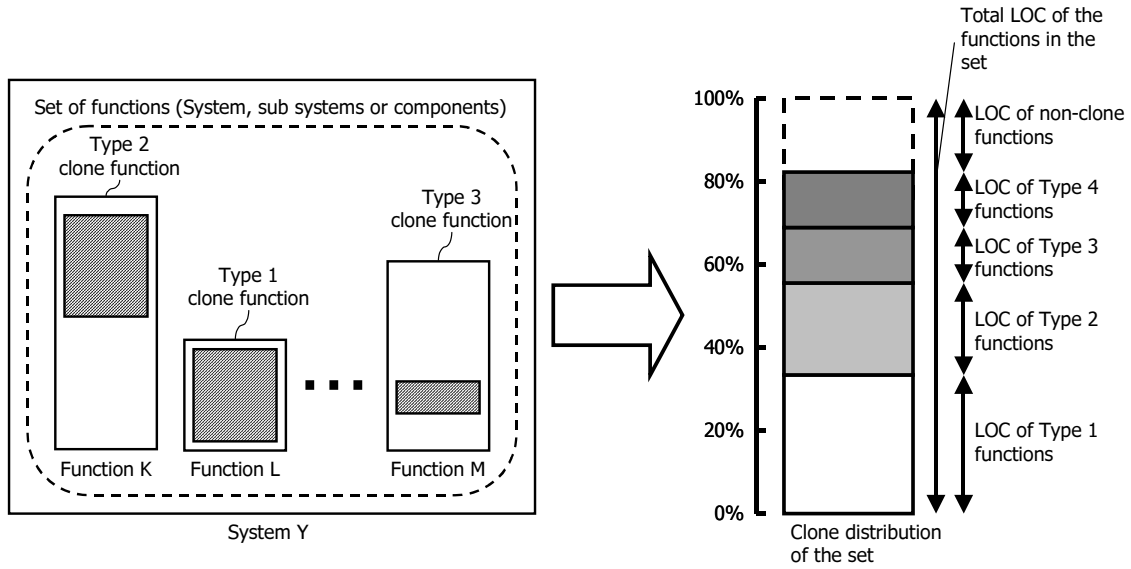 Set of functions (System, sub systems or components)
Type 2
clone function
Type 3
clone function
Type 1
clone function
Function K
Function L
Function M
System Y
Total LOC of the
functions in the
set
100%
80%
60%
40%
20%
0%
LOC of non-clone
functions
LOC of Type 4
functions
LOC of Type 3
functions
LOC of Type 2
functions
LOC of Type 1
functions
Clone distribution
of the set